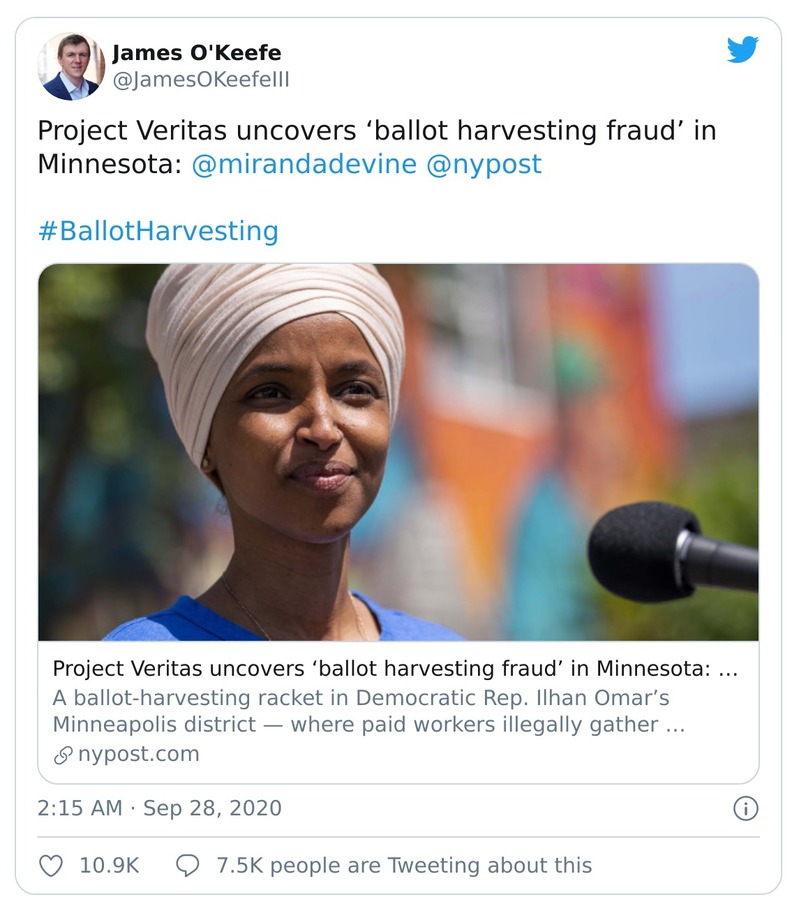 James O'Keefe
@JamesOKeefeIII
Project Veritas uncovers ‘ballot harvesting fraud’ in
Minnesota: @mirandadevine @nypost
#BallotHarvesting
Project Veritas uncovers ‘ballot harvesting fraud’ in Minnesota: ...
A ballot-harvesting racket in Democratic Rep. Ilhan Omar’s
Minneapolis district — where paid workers illegally gather ...
nypost.com
2:15 AM · Sep 28, 2020
10.9K 7.5K people are Tweeting about this